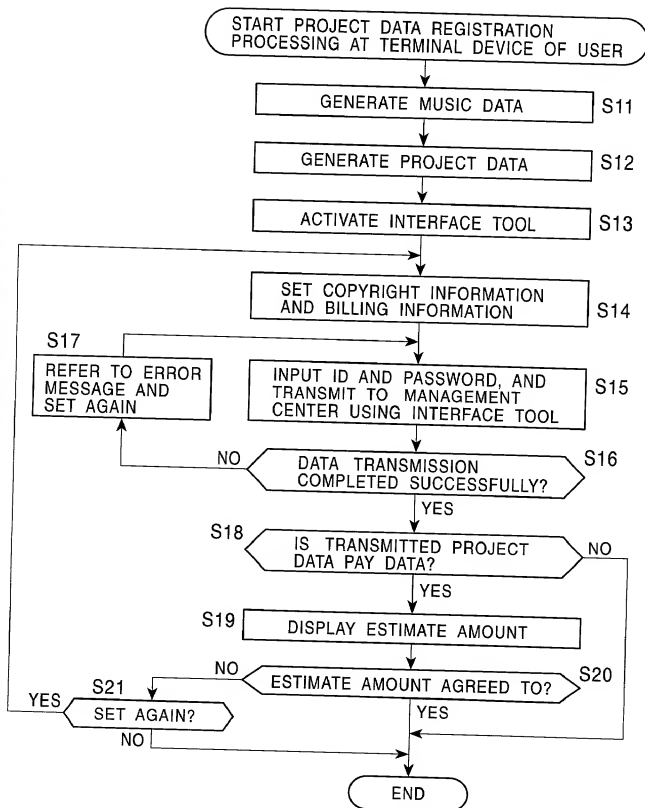 START PROJECT DATA REGISTRATION
PROCESSING AT TERMINAL DEVICE OF USER
GENERATE MUSIC DATA
S11
GENERATE PROJECT DATA
S12
ACTIVATE INTERFACE TOOL
S13
SET COPYRIGHT INFORMATION
AND BILLING INFORMATION
S14
S17
REFER TO ERROR
MESSAGE AND
SET AGAIN
INPUT ID AND PASSWORD, AND
TRANSMIT TO MANAGEMENT
CENTER USING INTERFACE TOOL
S15
NO
DATA TRANSMISSION
COMPLETED SUCCESSFULLY?
S16
YES
S18
IS TRANSMITTED PROJECT
DATA PAY DATA?
NO
YES
S19
DISPLAY ESTIMATE AMOUNT
NO
ESTIMATE AMOUNT AGREED TO?
S20
YES
S21
YES
SET AGAIN?
NO
END